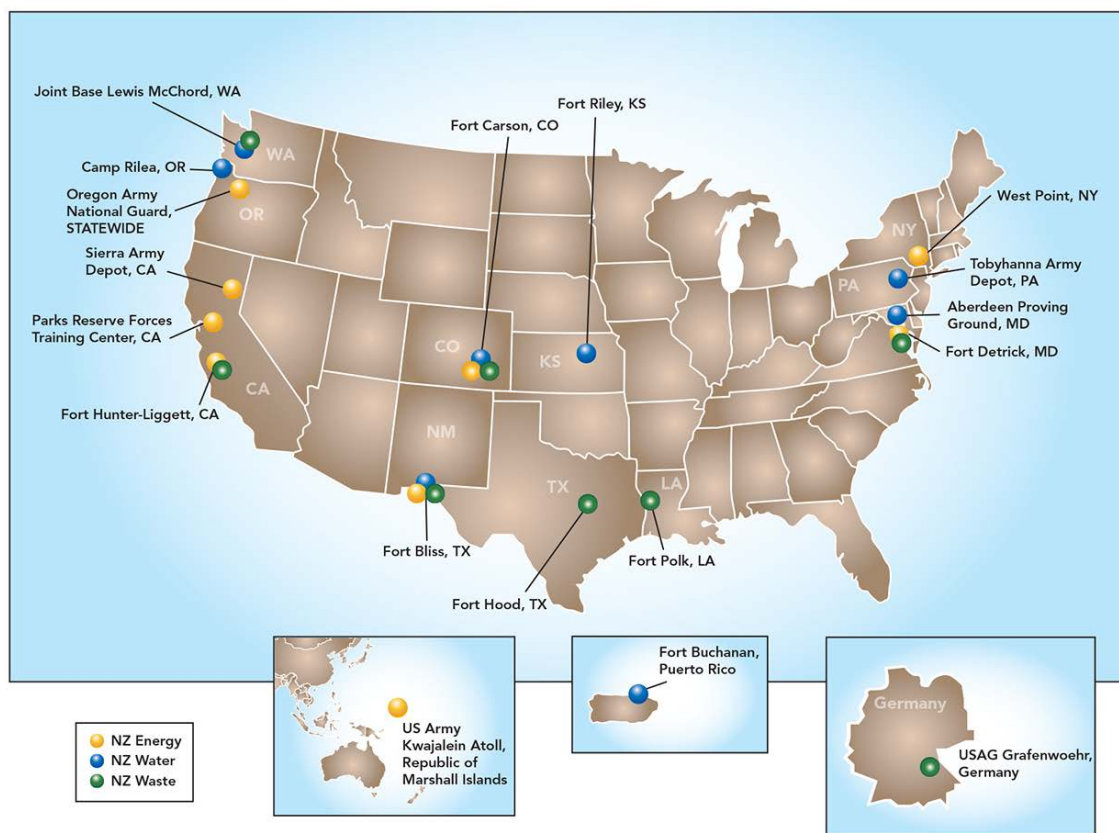 Joint Base Lewis McChord, WA
Fort Riley, KS
Fort Carson, CO
WA
Camp Rilea, OR
Oregon Army
National Guard,
STATEWIDE
OR
West Point, NY
NY
Sierra Army
Depot, CA
Tobyhanna Army
Depot, PA
PA
Parks Reserve Forces
Training Center, CA
Aberdeen Proving
Ground, MD
CO
KS
Fort Detrick, MD
CA
Fort Hunter-Liggett, CA
NM
TX
LA
Fort Bliss, TX
Fort Polk, LA
Fort Hood, TX
US Army
Kwajalein Atoll,
Republic of
Marshall Islands
Fort Buchanan,
Puerto Rico
Germany
USAG Grafenwoehr,
Germany
NZ Energy
NZ Water
NZ Waste